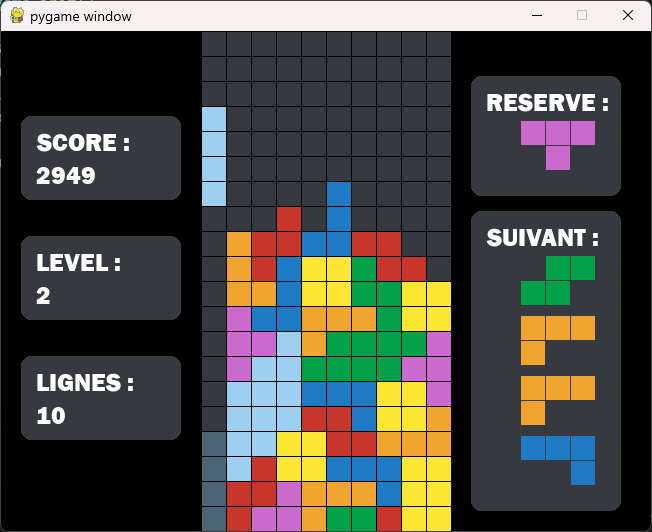 pygame window
SCORE :
2949
LEVEL :
2
LIGNES :
10
RESERVE :
SUIVANT :